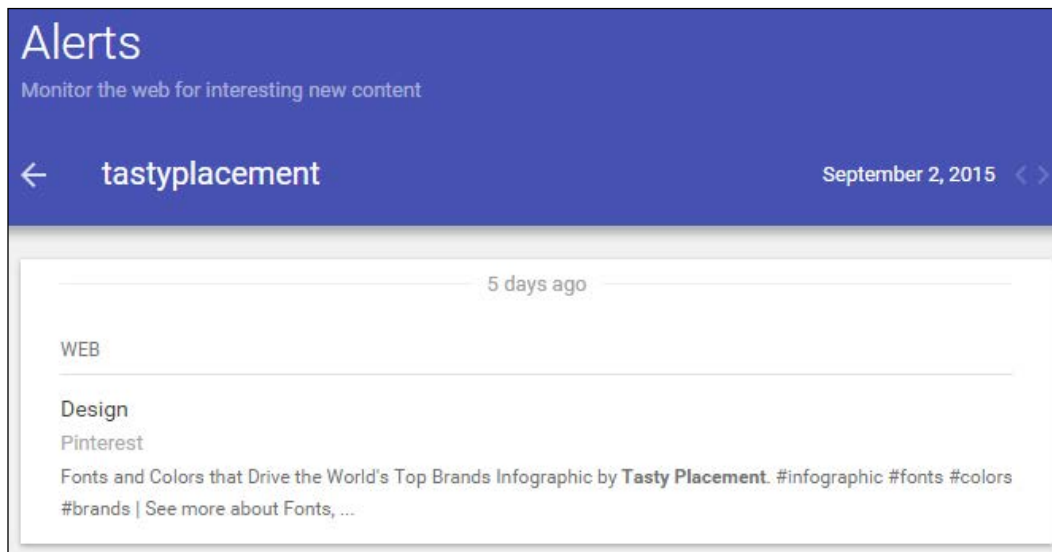 Alerts
Monitor the web for interesting new content
tastyplacement
September 2, 2015
5 days ago
WEB
Design
Pinterest
Fonts and Colors that Drive the World's Top Brands Infographic by Tasty Placement. #infographic #fonts #colors
#brands | See more about Fonts, ...